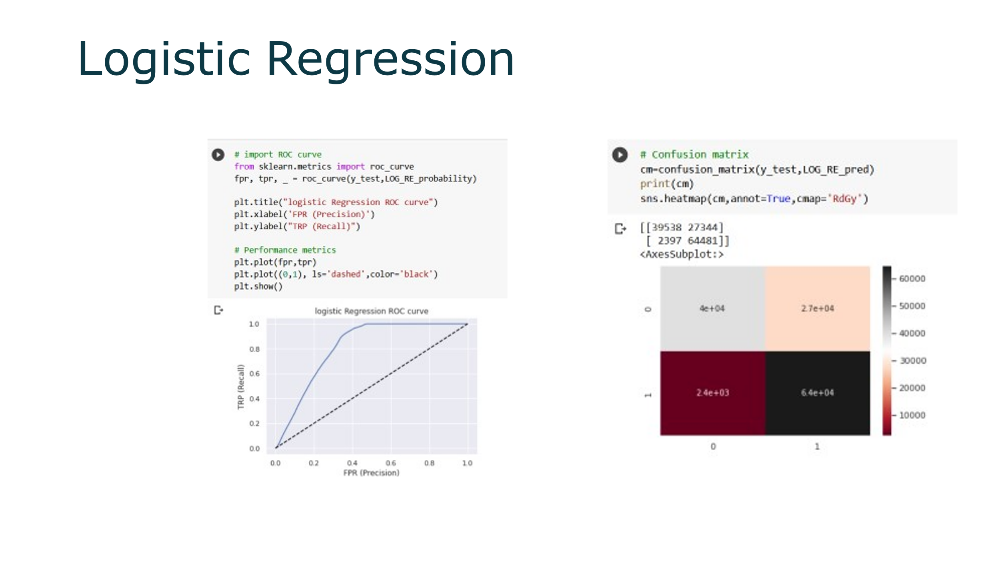 Logistic Regression
# import ROC curve
from sklearn.metrics import roc_curve
fpr, tpr, _ = roc_curve(y_test,LOG_RE_probability)
plt.title("logistic Regression ROC curve")
plt.xlabel('FPR (Precision)')
plt.ylabel("TRP (Recall)")
# Performance metrics
plt.plot(fpr,tpr)
plt.plot((0,1), ls='dashed',color='black')
plt.show()
logistic Regression ROC curve
1.0
0.8
0.6
0.4
0.2
0.0
TRP (Recall)
0.0 0.2 0.4 0.6 0.8 1.0
FPR (Precision)
# Confusion matrix
cm=confusion_matrix(y_test,LOG_RE_pred)
print(cm)
sns.heatmap(cm,annot=True,cmap='RdGy')
[[39538 27344]
[ 2397 64481]]
<AxesSubplot:>
0
4e+04 2.7e+04
1
2.4e+03 6.4e+04
0 1
60000
50000
40000
30000
20000
10000